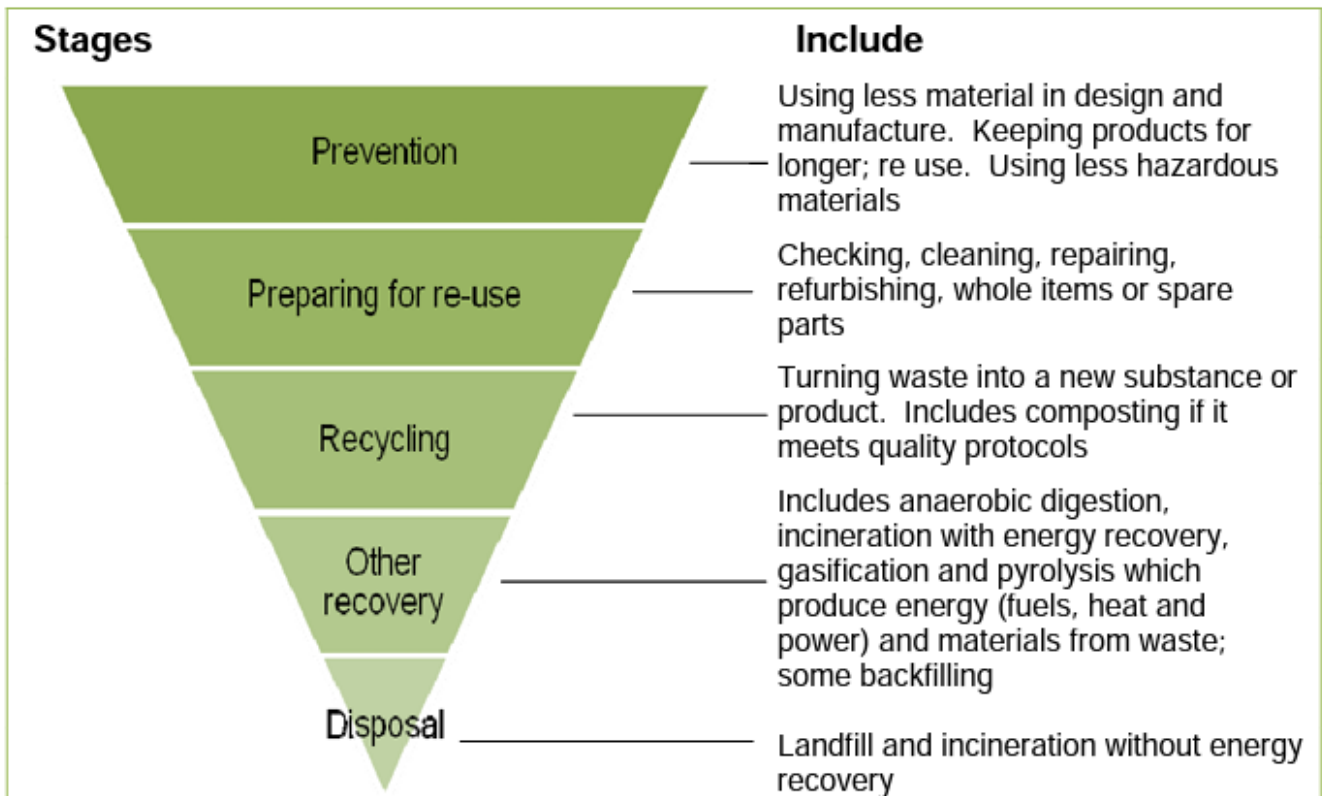 Stages
Include
Prevention
Using less material in design and
manufacture.  Keeping products for
longer; re use.  Using less hazardous
materials
Preparing for re-use
Checking, cleaning, repairing,
refurbishing, whole items or spare
parts
Recycling
Turning waste into a new substance or
product.  Includes composting if it
meets quality protocols
Other
recovery
Includes anaerobic digestion,
incineration with energy recovery,
gasification and pyrolysis which
produce energy (fuels, heat and
power) and materials from waste;
some backfilling
Disposal
Landfill and incineration without energy
recovery